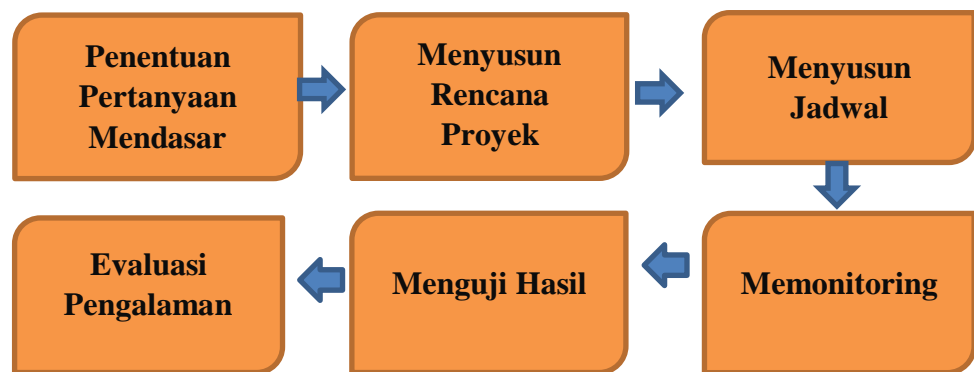 Penentuan
Pertanyaan
Mendasar
Menyusun
Rencana
Proyek
Menyusun
Jadwal
Memonitoring
Menguji Hasil
Evaluasi
Pengalaman